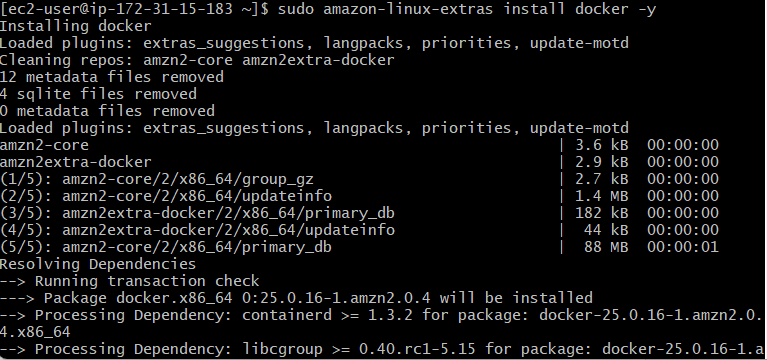 [ec2-user@ip-172-31-15-183 ~]$ sudo amazon-linux-extras install docker -y
Installing docker
Loaded plugins: extras_suggestions, langpacks, priorities, update-motd
Cleaning repos: amzn2-core amzn2extra-docker
12 metadata files removed
4 sqlite files removed
0 metadata files removed
Loaded plugins: extras_suggestions, langpacks, priorities, update-motd
amzn2-core | 3.6 kB 00:00:00
amzn2extra-docker | 2.9 kB 00:00:00
(1/5): amzn2-core/2/x86_64/group_gz | 2.7 kB 00:00:00
(2/5): amzn2-core/2/x86_64/updateinfo | 1.4 MB 00:00:00
(3/5): amzn2extra-docker/2/x86_64/primary_db | 182 kB 00:00:00
(4/5): amzn2extra-docker/2/x86_64/updateinfo | 44 kB 00:00:00
(5/5): amzn2-core/2/x86_64/primary_db | 88 MB 00:00:01
Resolving Dependencies
--> Running transaction check
---> Package docker.x86_64 0:25.0.16-1.amzn2.0.4 will be installed
--> Processing Dependency: containerd >= 1.3.2 for package: docker-25.0.16-1.amzn2.0.
4.x86_64
--> Processing Dependency: libcgroup >= 0.40.rc1-5.15 for package: docker-25.0.16-1.a